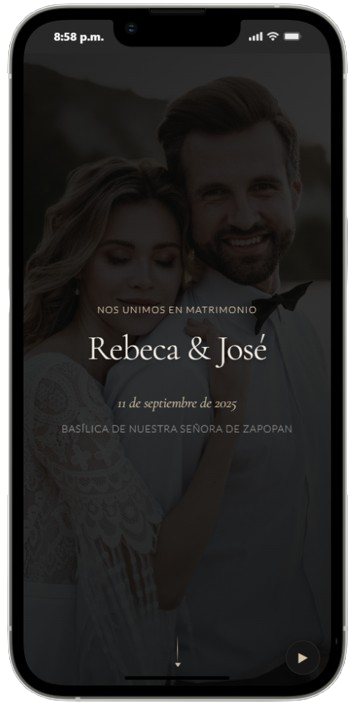 8:58 p.m.
NOS UNIMOS EN MATRIMONIO
Rebeca & José
11 de septiembre de 2025
BASÍLICA DE NUESTRA SEÑORA DE ZAPOPAN